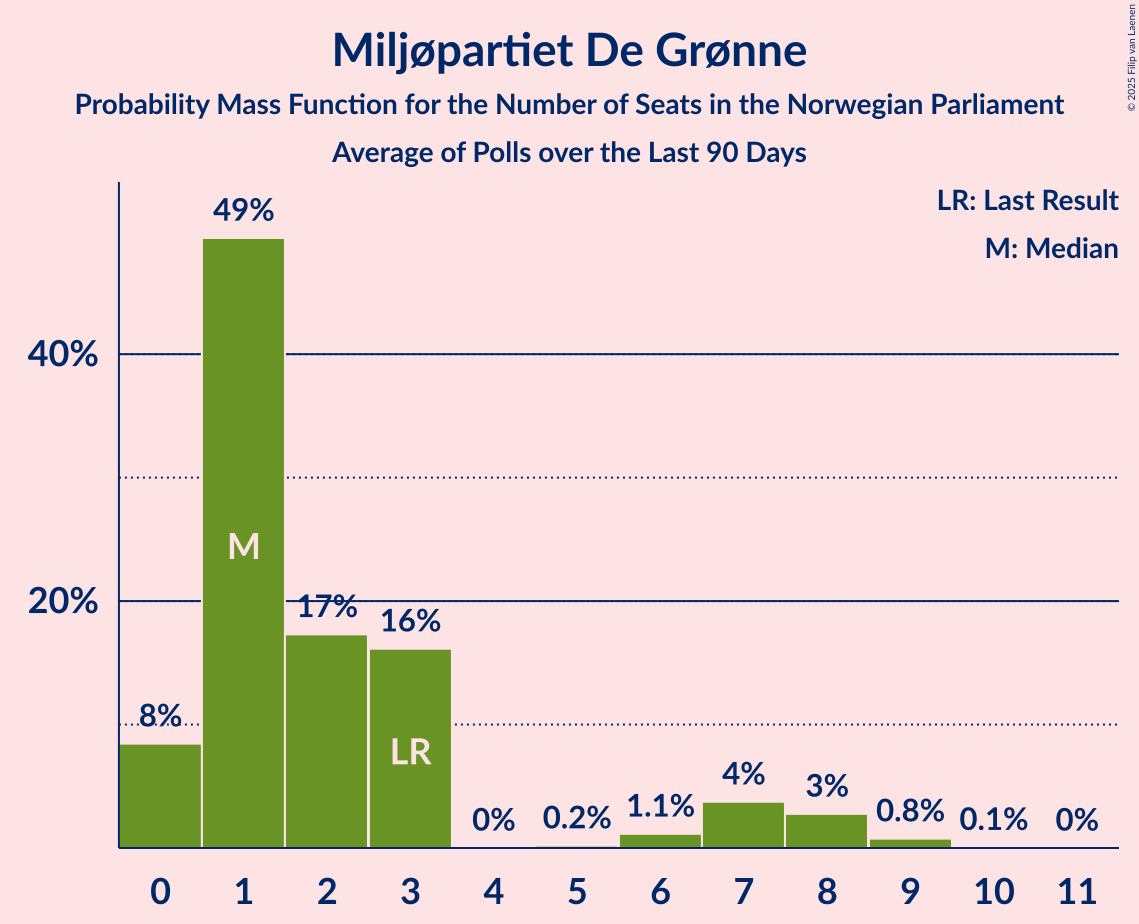 Miljøpartiet De Grønne
Probability Mass Function for the Number of Seats in the Norwegian Parliament
Average of Polls over the Last 90 Days
© 2025 Filip van Laenen
LR: Last Result
M: Median
49%
40%
M
20%
17%
16%
8%
LR
4%
3%
0%
0.2%
1.1%
0.8%
0.1%
0%
0 1 2 3 4 5 6 7 8 9 10 11